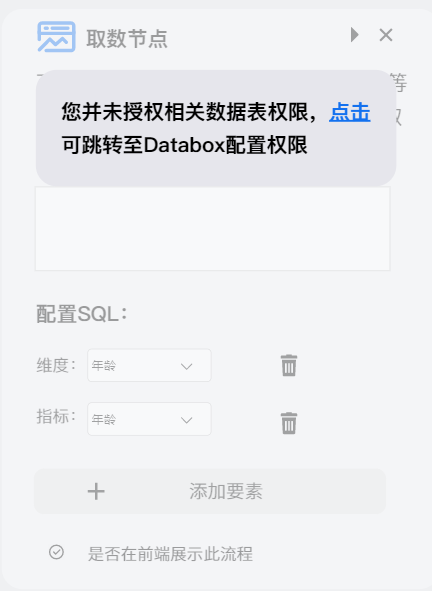 取数节点
等
您并未授权相关数据表权限，点击
可跳转至Databox配置权限
配置SQL：
维度： 年龄
指标： 年龄
添加要素
是否在前端展示此流程